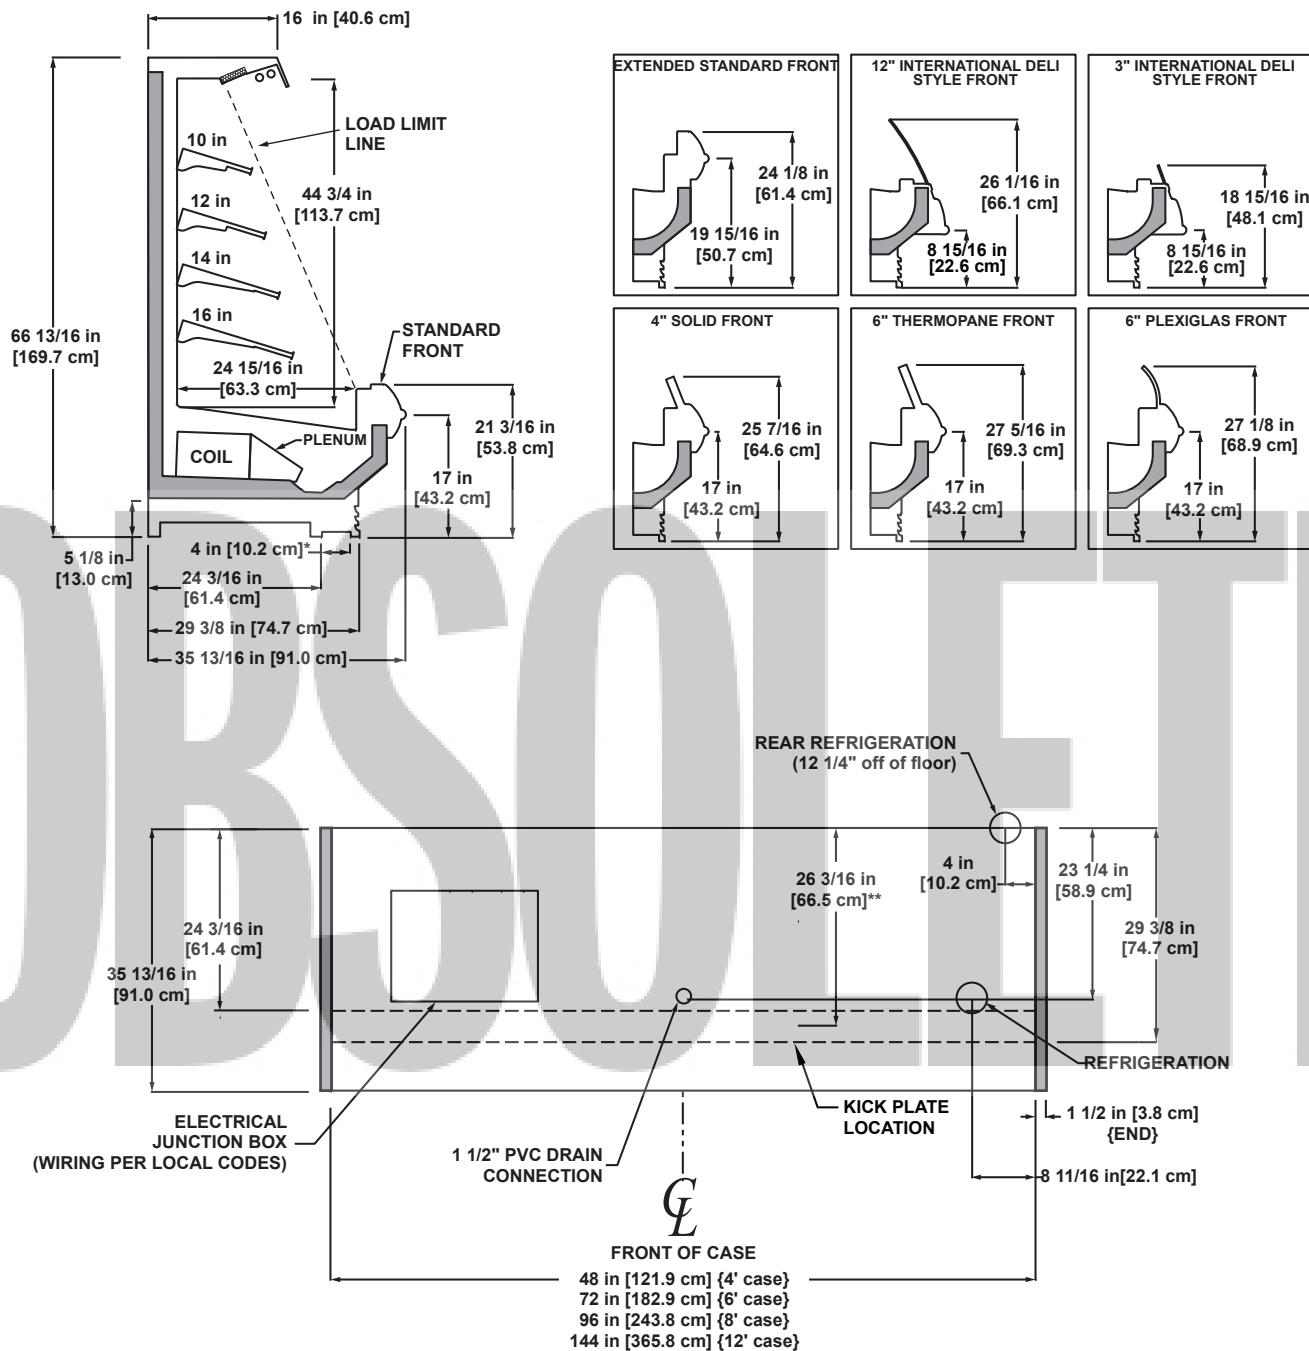 16 in [40.6 cm]
10 in
LOAD LIMIT
LINE
12 in
44 3/4 in
[113.7 cm]
14 in
16 in
66 13/16 in
[169.7 cm]
STANDARD
FRONT
24 15/16 in
[63.3 cm]
21 3/16 in
[53.8 cm]
PLENUM
COIL
17 in
[43.2 cm]
5 1/8 in
[13.0 cm]
4 in [10.2 cm]*
24 3/16 in
[61.4 cm]
29 3/8 in [74.7 cm]
35 13/16 in [91.0 cm]
EXTENDED STANDARD FRONT
24 1/8 in
[61.4 cm]
19 15/16 in
[50.7 cm]
12" INTERNATIONAL DELI
STYLE FRONT
26 1/16 in
[66.1 cm]
8 15/16 in
[22.6 cm]
3" INTERNATIONAL DELI
STYLE FRONT
18 15/16 in
[48.1 cm]
8 15/16 in
[22.6 cm]
4" SOLID FRONT
25 7/16 in
[64.6 cm]
17 in
[43.2 cm]
6" THERMOPANE FRONT
27 5/16 in
[69.3 cm]
17 in
[43.2 cm]
6" PLEXIGLAS FRONT
27 1/8 in
[68.9 cm]
17 in
[43.2 cm]
OBSOLETE
REAR REFRIGERATION
(12 1/4" off of floor)
4 in
[10.2 cm]
23 1/4 in
[58.9 cm]
26 3/16 in
[66.5 cm]**
24 3/16 in
[61.4 cm]
29 3/8 in
[74.7 cm]
35 13/16 in
[91.0 cm]
REFRIGERATION
KICK PLATE
LOCATION
1 1/2 in [3.8 cm]
{END}
ELECTRICAL
JUNCTION BOX
(WIRING PER LOCAL CODES)
1 1/2" PVC DRAIN
CONNECTION
8 11/16 in[22.1 cm]
CL
FRONT OF CASE
48 in [121.9 cm] {4' case}
72 in [182.9 cm] {6' case}
96 in [243.8 cm] {8' case}
144 in [365.8 cm] {12' case}